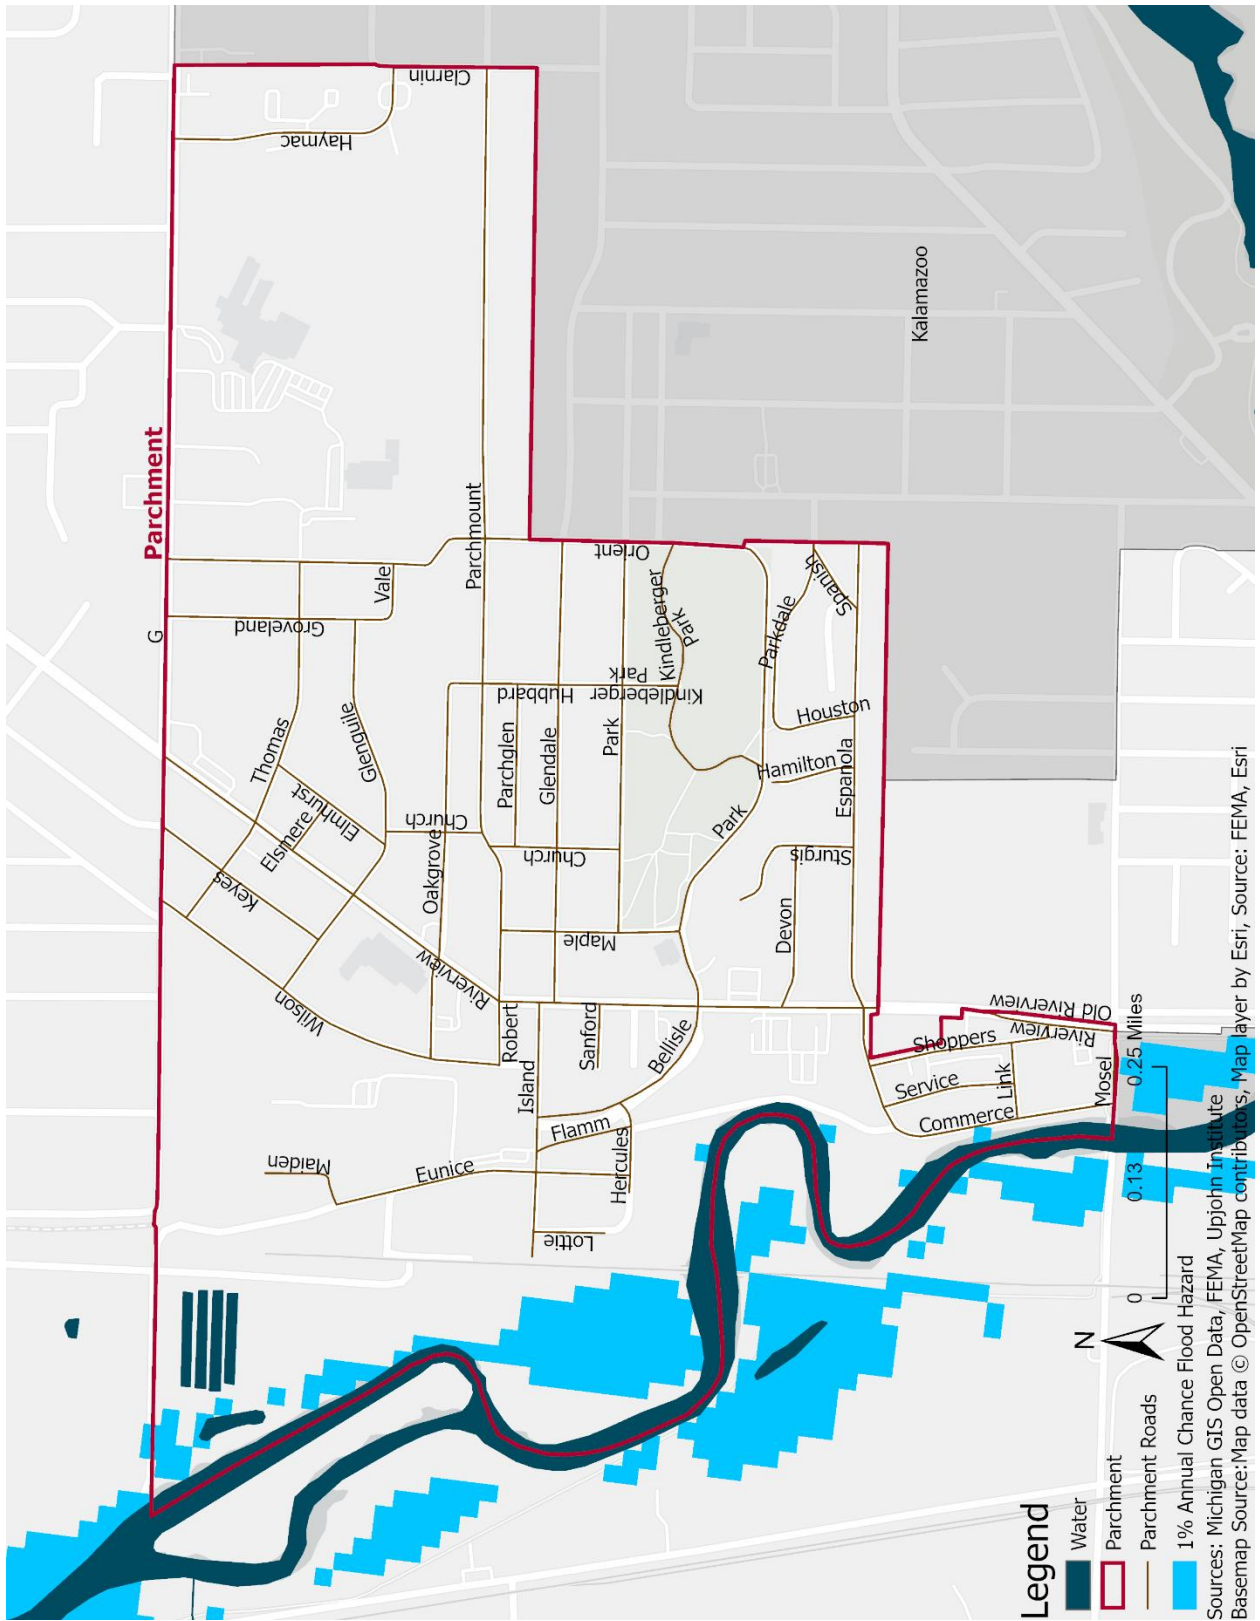 Parchment
G
Clarnin
Haymac
Vale
Parchmount
Groveland
Orient
Thomas
Glenguile
Elmhurst
Elsmere
Keyes
Wilson
Church
Oakgrove
Riverview
Robert
Parchglen
Glendale
Hubbard
Church
Maple
Park
Kindleberger
Park
Kindleberger
Park
Park
Parkdale
Spanish
Houston
Hamilton
Espanola
Sturgis
Devon
Kalamazoo
Island
Sanford
Bellisle
Flamm
Hercules
Eunice
Maiden
Lottie
Shoppers
Service
Link
Commerce
Mosel
Riverview
Old Riverview
N
0 0.13 0.25 Miles
Legend
Water
Parchment
Parchment Roads
1% Annual Chance Flood Hazard
Sources: Michigan GIS Open Data, FEMA, Upjohn Institute
Basemap Source:Map data © OpenStreetMap contributors, Map layer by Esri, Source: FEMA, Esri